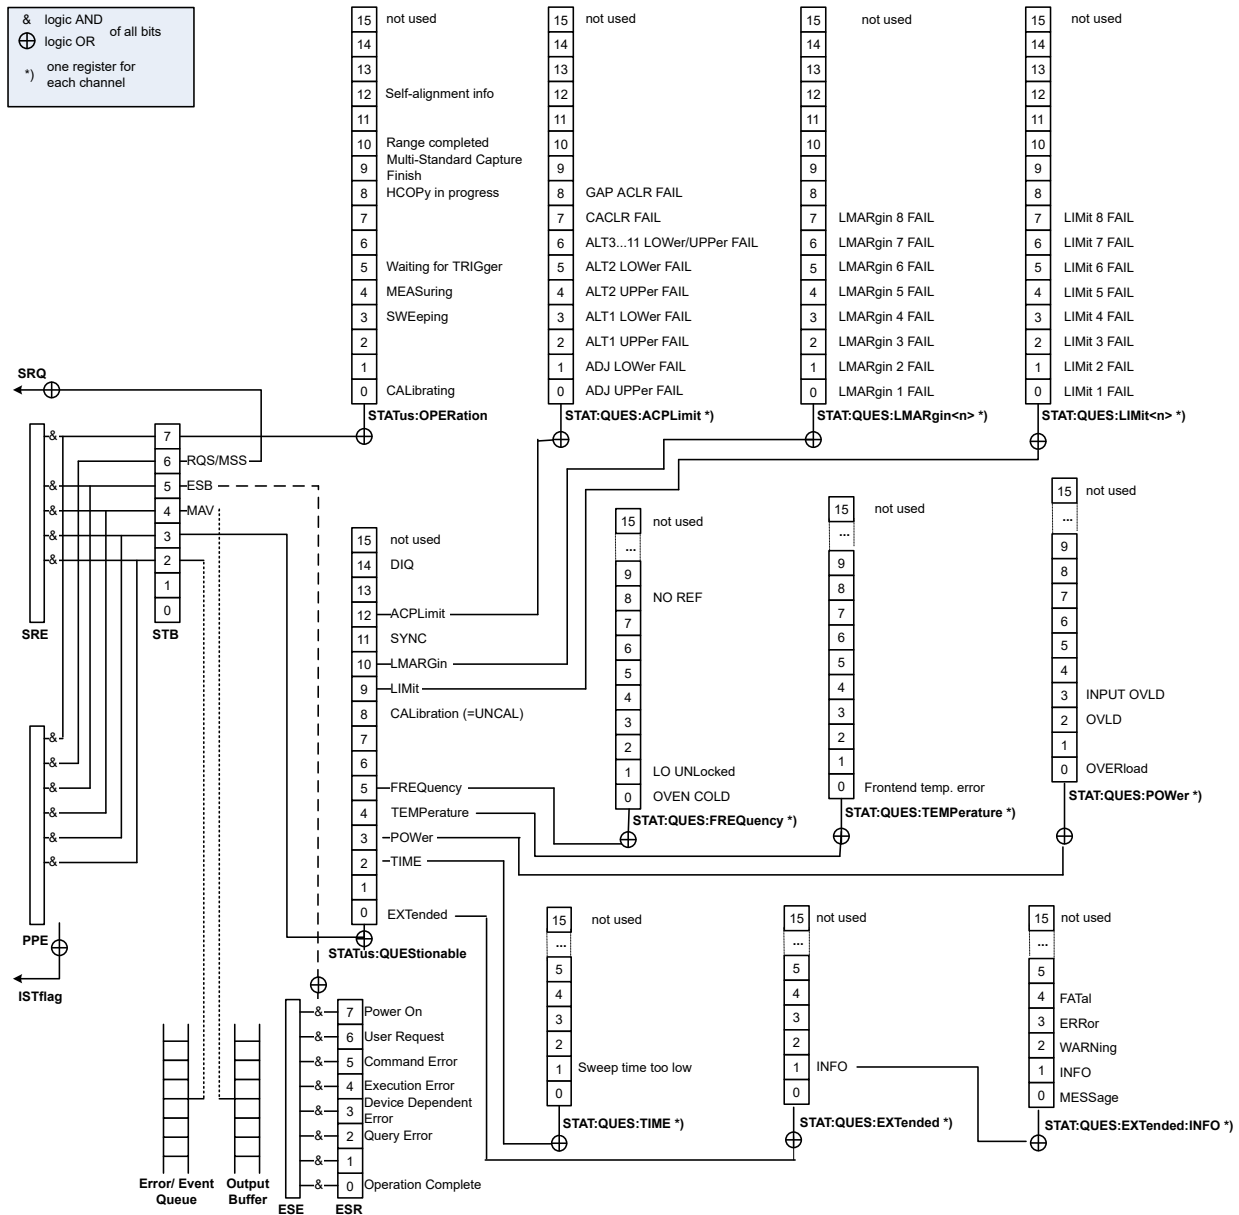 & logic AND
of all bits
logic OR
*) one register for
each channel
15 not used
14
13
12 Self-alignment info
11
10 Range completed
9 Multi-Standard Capture
Finish
8 HCOPy in progress
7
6
5 Waiting for TRIGger
4 MEASuring
3 SWEeping
2
1
0 CALibrating
STATus:OPERation
15 not used
14
13
12
11
10
9
8 GAP ACLR FAIL
7 CACLR FAIL
6 ALT3...11 LOWer/UPPer FAIL
5 ALT2 LOWer FAIL
4 ALT2 UPPer FAIL
3 ALT1 LOWer FAIL
2 ALT1 UPPer FAIL
1 ADJ LOWer FAIL
0 ADJ UPPer FAIL
STAT:QUES:ACPLimit *)
15 not used
14
13
12
11
10
9
8
7 LMARgin 8 FAIL
6 LMARgin 7 FAIL
5 LMARgin 6 FAIL
4 LMARgin 5 FAIL
3 LMARgin 4 FAIL
2 LMARgin 3 FAIL
1 LMARgin 2 FAIL
0 LMARgin 1 FAIL
STAT:QUES:LMARgin<n> *)
15 not used
14
13
12
11
10
9
8
7 LIMit 8 FAIL
6 LIMit 7 FAIL
5 LIMit 6 FAIL
4 LIMit 5 FAIL
3 LIMit 4 FAIL
2 LIMit 3 FAIL
1 LIMit 2 FAIL
0 LIMit 1 FAIL
STAT:QUES:LIMit<n> *)
SRQ
& 7
6 RQS/MSS
& 5 ESB
& 4 MAV
& 3
& 2
1
0
SRE
STB
&
&
&
&
&
&
PPE
ISTflag
15 not used
14 DIQ
13
12 ACPLimit
11 SYNC
10 LMARGin
9 LIMit
8 CALibration (=UNCAL)
7
6
5 FREQuency
4 TEMPerature
3 POWer
2 TIME
1
0 EXTended
STATus:QUEStionable
15 not used
...
9
8 NO REF
7
6
5
4
3
2
1 LO UNLocked
0 OVEN COLD
STAT:QUES:FREQuency *)
15 not used
...
9
8
7
6
5
4
3
2
1
0 Frontend temp. error
STAT:QUES:TEMPerature *)
15 not used
...
9
8
7
6
5
4
3 INPUT OVLD
2 OVLD
1
0 OVERload
STAT:QUES:POWer *)
Error/ Event
Queue
Output
Buffer
& 7 Power On
& 6 User Request
& 5 Command Error
& 4 Execution Error
& 3 Device Dependent
Error
& 2 Query Error
& 1
& 0 Operation Complete
ESE
ESR
15 not used
...
5
4
3
2
1 Sweep time too low
0
STAT:QUES:TIME *)
15 not used
...
5
4
3
2
1 INFO
0
STAT:QUES:EXTended *)
15 not used
...
5
4 FATal
3 ERRor
2 WARNing
1 INFO
0 MESSage
STAT:QUES:EXTended:INFO *)